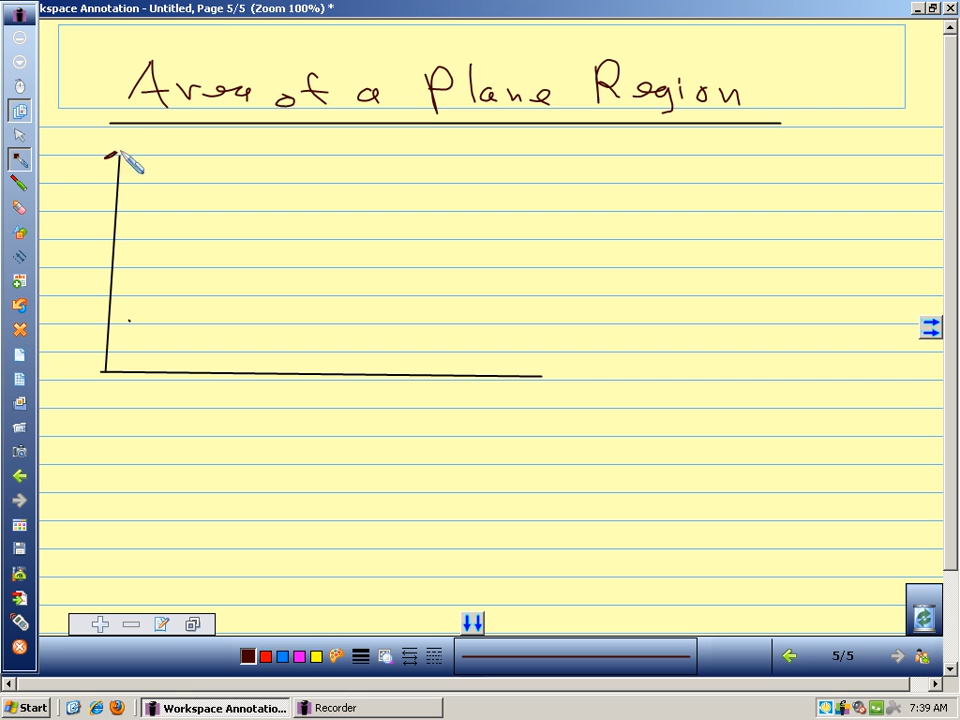 kspace Annotation - Untitled, Page 5/5 (Zoom 100%) *
Area of a Plane Region
5/5
Start
Workspace Annotatio...
Recorder
7:39 AM